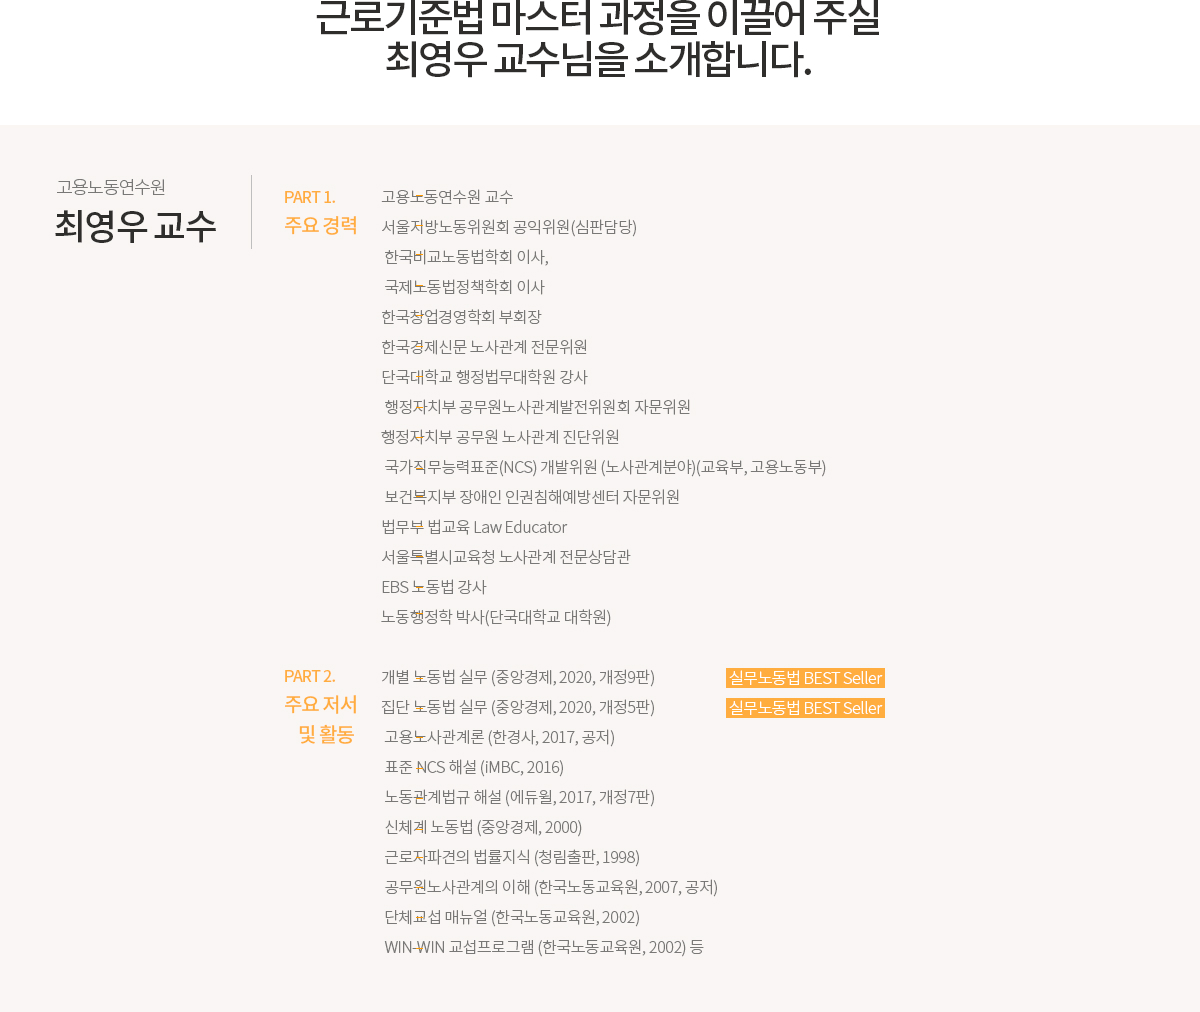 근로기준법 마스터 과정을 이끌어 주실
최영우 교수님을 소개합니다.
고용노동연수원
최영우 교수
PART 1.
주요 경력
고용노동연수원 교수
서울지방노동위원회 공익위원(심판담당)
한국비교노동법학회 이사,
국제노동법정책학회 이사
한국창업경영학회 부회장
한국경제신문 노사관계 전문위원
단국대학교 행정법무대학원 강사
행정자치부 공무원노사관계발전위원회 자문위원
행정자치부 공무원 노사관계 진단위원
국가직무능력표준(NCS) 개발위원 (노사관계분야)(교육부, 고용노동부)
보건복지부 장애인 인권침해예방센터 자문위원
법무부 법교육 Law Educator
서울특별시교육청 노사관계 전문상담관
EBS 노동법 강사
노동행정학 박사(단국대학교 대학원)
PART 2.
주요 저서
및 활동
개별 노동법 실무 (중앙경제, 2020, 개정9판) 실무노동법 BEST Seller
집단 노동법 실무 (중앙경제, 2020, 개정5판) 실무노동법 BEST Seller
고용노사관계론 (한경사, 2017, 공저)
표준 NCS 해설 (iMBC, 2016)
노동관계법규 해설 (에듀윌, 2017, 개정7판)
신체계 노동법 (중앙경제, 2000)
근로자파견의 법률지식 (청림출판, 1998)
공무원노사관계의 이해 (한국노동교육원, 2007, 공저)
단체교섭 매뉴얼 (한국노동교육원, 2002)
WIN-WIN 교섭프로그램 (한국노동교육원, 2002) 등